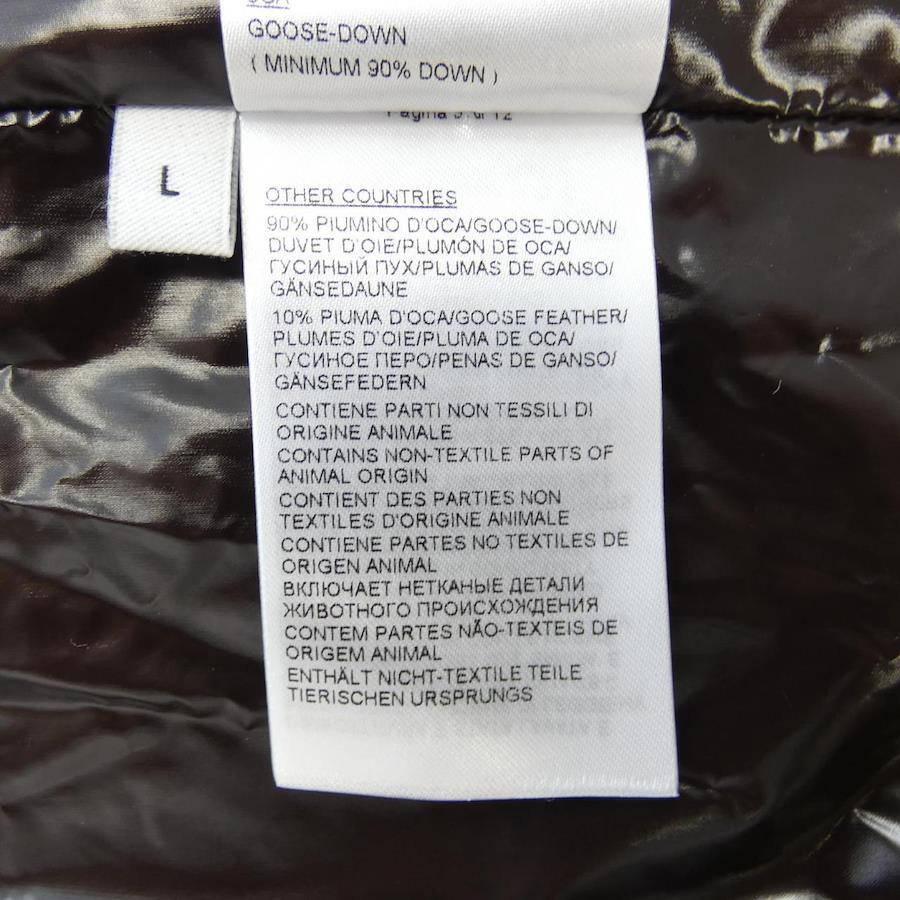 USA
GOOSE-DOWN
( MINIMUM 90% DOWN )
L
OTHER COUNTRIES
90% PIUMINO D'OCA/GOOSE-DOWN/
DUVET D'OIE/PLUMÓN DE OCA/
ГУСИНЫЙ ПУХ/PLUMAS DE GANSO/
GÄNSEDAUNE
10% PIUMA D'OCA/GOOSE FEATHER/
PLUMES D'OIE/PLUMA DE OCA/
ГУСИНОЕ ПЕРО/PENAS DE GANSO/
GÄNSEFEDERN
CONTIENE PARTI NON TESSILI DI
ORIGINE ANIMALE
CONTAINS NON-TEXTILE PARTS OF
ANIMAL ORIGIN
CONTIENT DES PARTIES NON
TEXTILES D'ORIGINE ANIMALE
CONTIENE PARTES NO TEXTILES DE
ORIGEN ANIMAL
ВКЛЮЧАЕТ НЕТКАНЫЕ ДЕТАЛИ
ЖИВОТНОГО ПРОИСХОЖДЕНИЯ
CONTEM PARTES NÃO-TEXTEIS DE
ORIGEM ANIMAL
ENTHÄLT NICHT-TEXTILE TEILE
TIERISCHEN URSPRUNGS